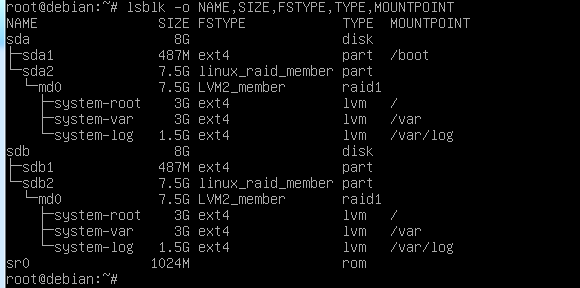 root@debian:~# lsblk -o NAME,SIZE,FSTYPE,TYPE,MOUNTPOINT
NAME                SIZE FSTYPE            TYPE  MOUNTPOINT
sda                   8G                   disk
├─sda1              487M ext4              part  /boot
└─sda2              7.5G linux_raid_member part
  └─md0             7.5G LVM2_member       raid1
    ├─system-root     3G ext4              lvm   /
    ├─system-var      3G ext4              lvm   /var
    └─system-log    1.5G ext4              lvm   /var/log
sdb                   8G                   disk
├─sdb1              487M ext4              part
└─sdb2              7.5G linux_raid_member part
  └─md0             7.5G LVM2_member       raid1
    ├─system-root     3G ext4              lvm   /
    ├─system-var      3G ext4              lvm   /var
    └─system-log    1.5G ext4              lvm   /var/log
sr0                1024M                   rom
root@debian:~#